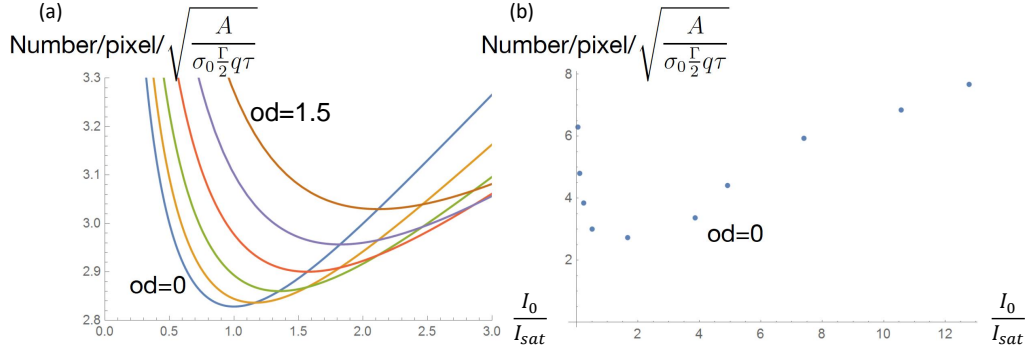 (a)
Number/pixel/√(A / (σ₀ Γ/2 qτ))
3.3
3.2
3.1
3.0
2.9
2.8
0.0 0.5 1.0 1.5 2.0 2.5 3.0
od=1.5
od=0
I₀/I_sat
(b)
Number/pixel/√(A / (σ₀ Γ/2 qτ))
8
6
4
2
2 4 6 8 10 12
od=0
I₀/I_sat